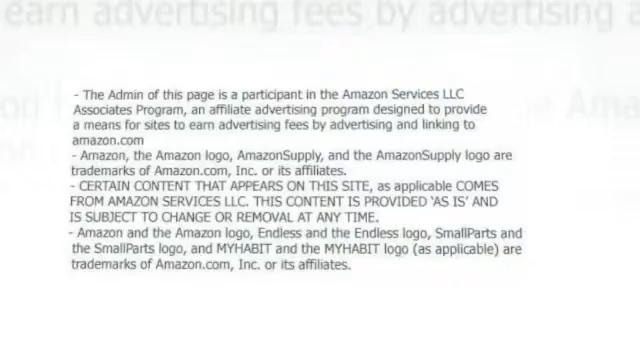 earn advertising fees by advertising a
- The Admin of this page is a participant in the Amazon Services LLC
Associates Program, an affiliate advertising program designed to provide
a means for sites to earn advertising fees by advertising and linking to
amazon.com
- Amazon, the Amazon logo, AmazonSupply, and the AmazonSupply logo are
trademarks of Amazon.com, Inc. or its affiliates.
- CERTAIN CONTENT THAT APPEARS ON THIS SITE, as applicable COMES
FROM AMAZON SERVICES LLC. THIS CONTENT IS PROVIDED 'AS IS' AND
IS SUBJECT TO CHANGE OR REMOVAL AT ANY TIME.
- Amazon and the Amazon logo, Endless and the Endless logo, SmallParts and
the SmallParts logo, and MYHABIT and the MYHABIT logo (as applicable) are
trademarks of Amazon.com, Inc. or its affiliates.